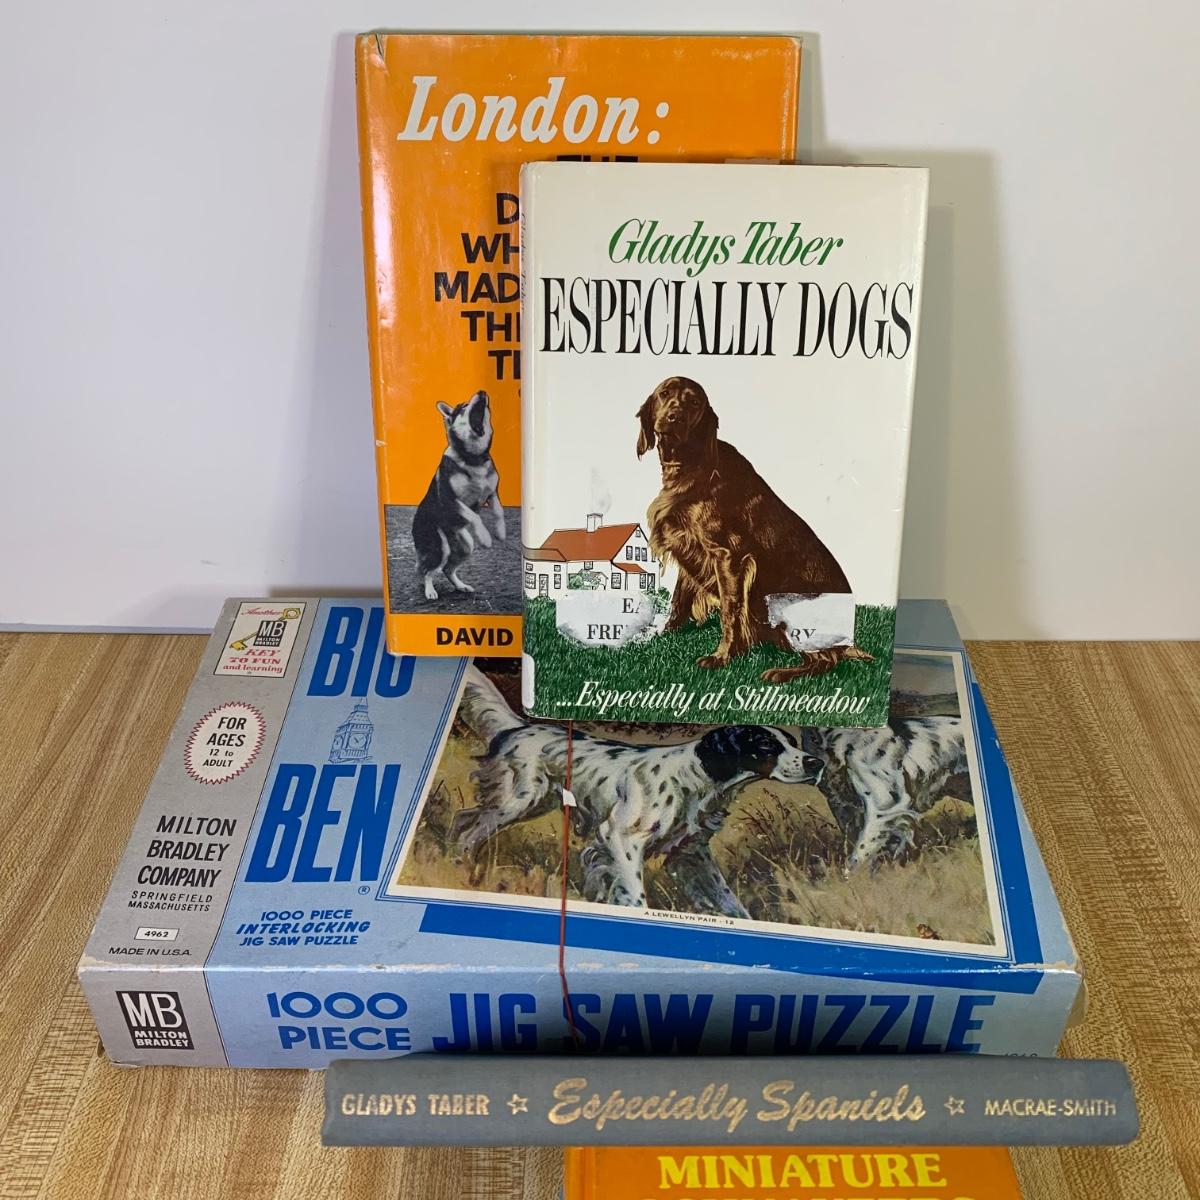 London:
THE
WH
MAD
TH
T
DAVID
Gladys Taber
ESPECIALLY DOGS
EA
FRE
RY
...Especially at Stillmeadow
Another
MB
MILTON
BRADLEY
KEY
TO FUN
and learning
FOR
AGES
12 to
ADULT
MILTON
BRADLEY
COMPANY
SPRINGFIELD
MASSACHUSETTS
4962
MADE IN U.S.A.
BIG
BEN
®
1000 PIECE
INTERLOCKING
JIG SAW PUZZLE
A LEWELLYN PAIR - 12
MB
MILTON
BRADLEY
1000
PIECE
JIG SAW PUZZLE
GLADYS TABER ☆ Especially Spaniels ☆ MACRAE-SMITH
MINIATURE